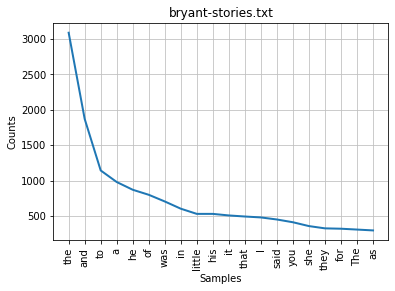 bryant-stories.txt
3000
2500
2000
1500
1000
500
Counts
the
and
to
a
he
of
was
in
little
his
it
that
I
said
you
she
they
for
The
as
Samples